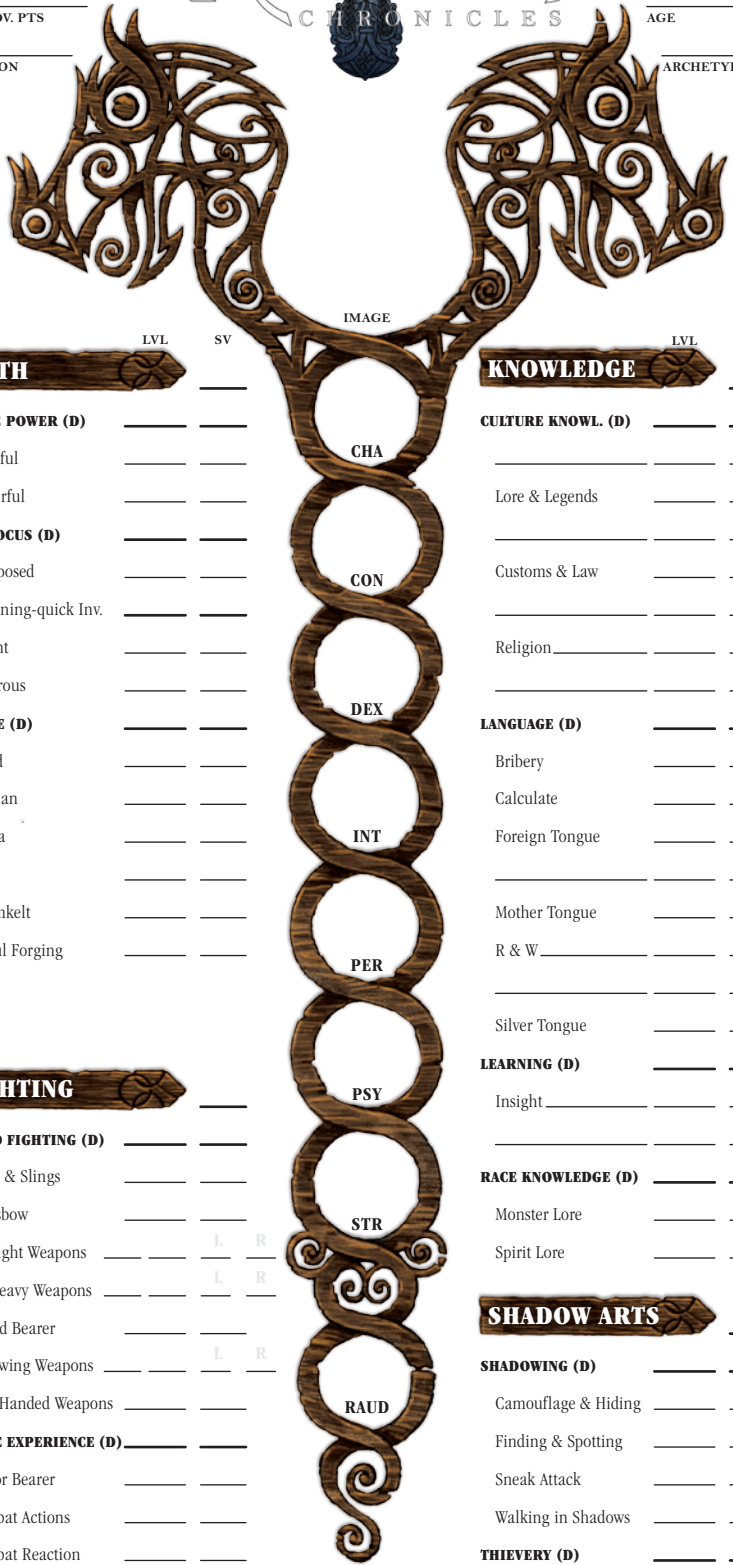 OV. PTS
CHRONICLES
AGE
ON
ARCHETYP
IMAGE
LVL SV
TH
E POWER (D)
ful
rful
OCUS (D)
posed
ning-quick Inv.
nt
rous
E (D)
d
an
a
nkelt
ul Forging
HTING
D FIGHTING (D)
& Slings
sbow
L R
ght Weapons
L R
eavy Weapons
d Bearer
L R
wing Weapons
Handed Weapons
E EXPERIENCE (D)
or Bearer
bat Actions
bat Reaction
CHA
CON
DEX
INT
PER
PSY
STR
RAUD
LVL
KNOWLEDGE
CULTURE KNOWL. (D)
Lore & Legends
Customs & Law
Religion
LANGUAGE (D)
Bribery
Calculate
Foreign Tongue
Mother Tongue
R & W
Silver Tongue
LEARNING (D)
Insight
RACE KNOWLEDGE (D)
Monster Lore
Spirit Lore
SHADOW ARTS
SHADOWING (D)
Camouflage & Hiding
Finding & Spotting
Sneak Attack
Walking in Shadows
THIEVERY (D)